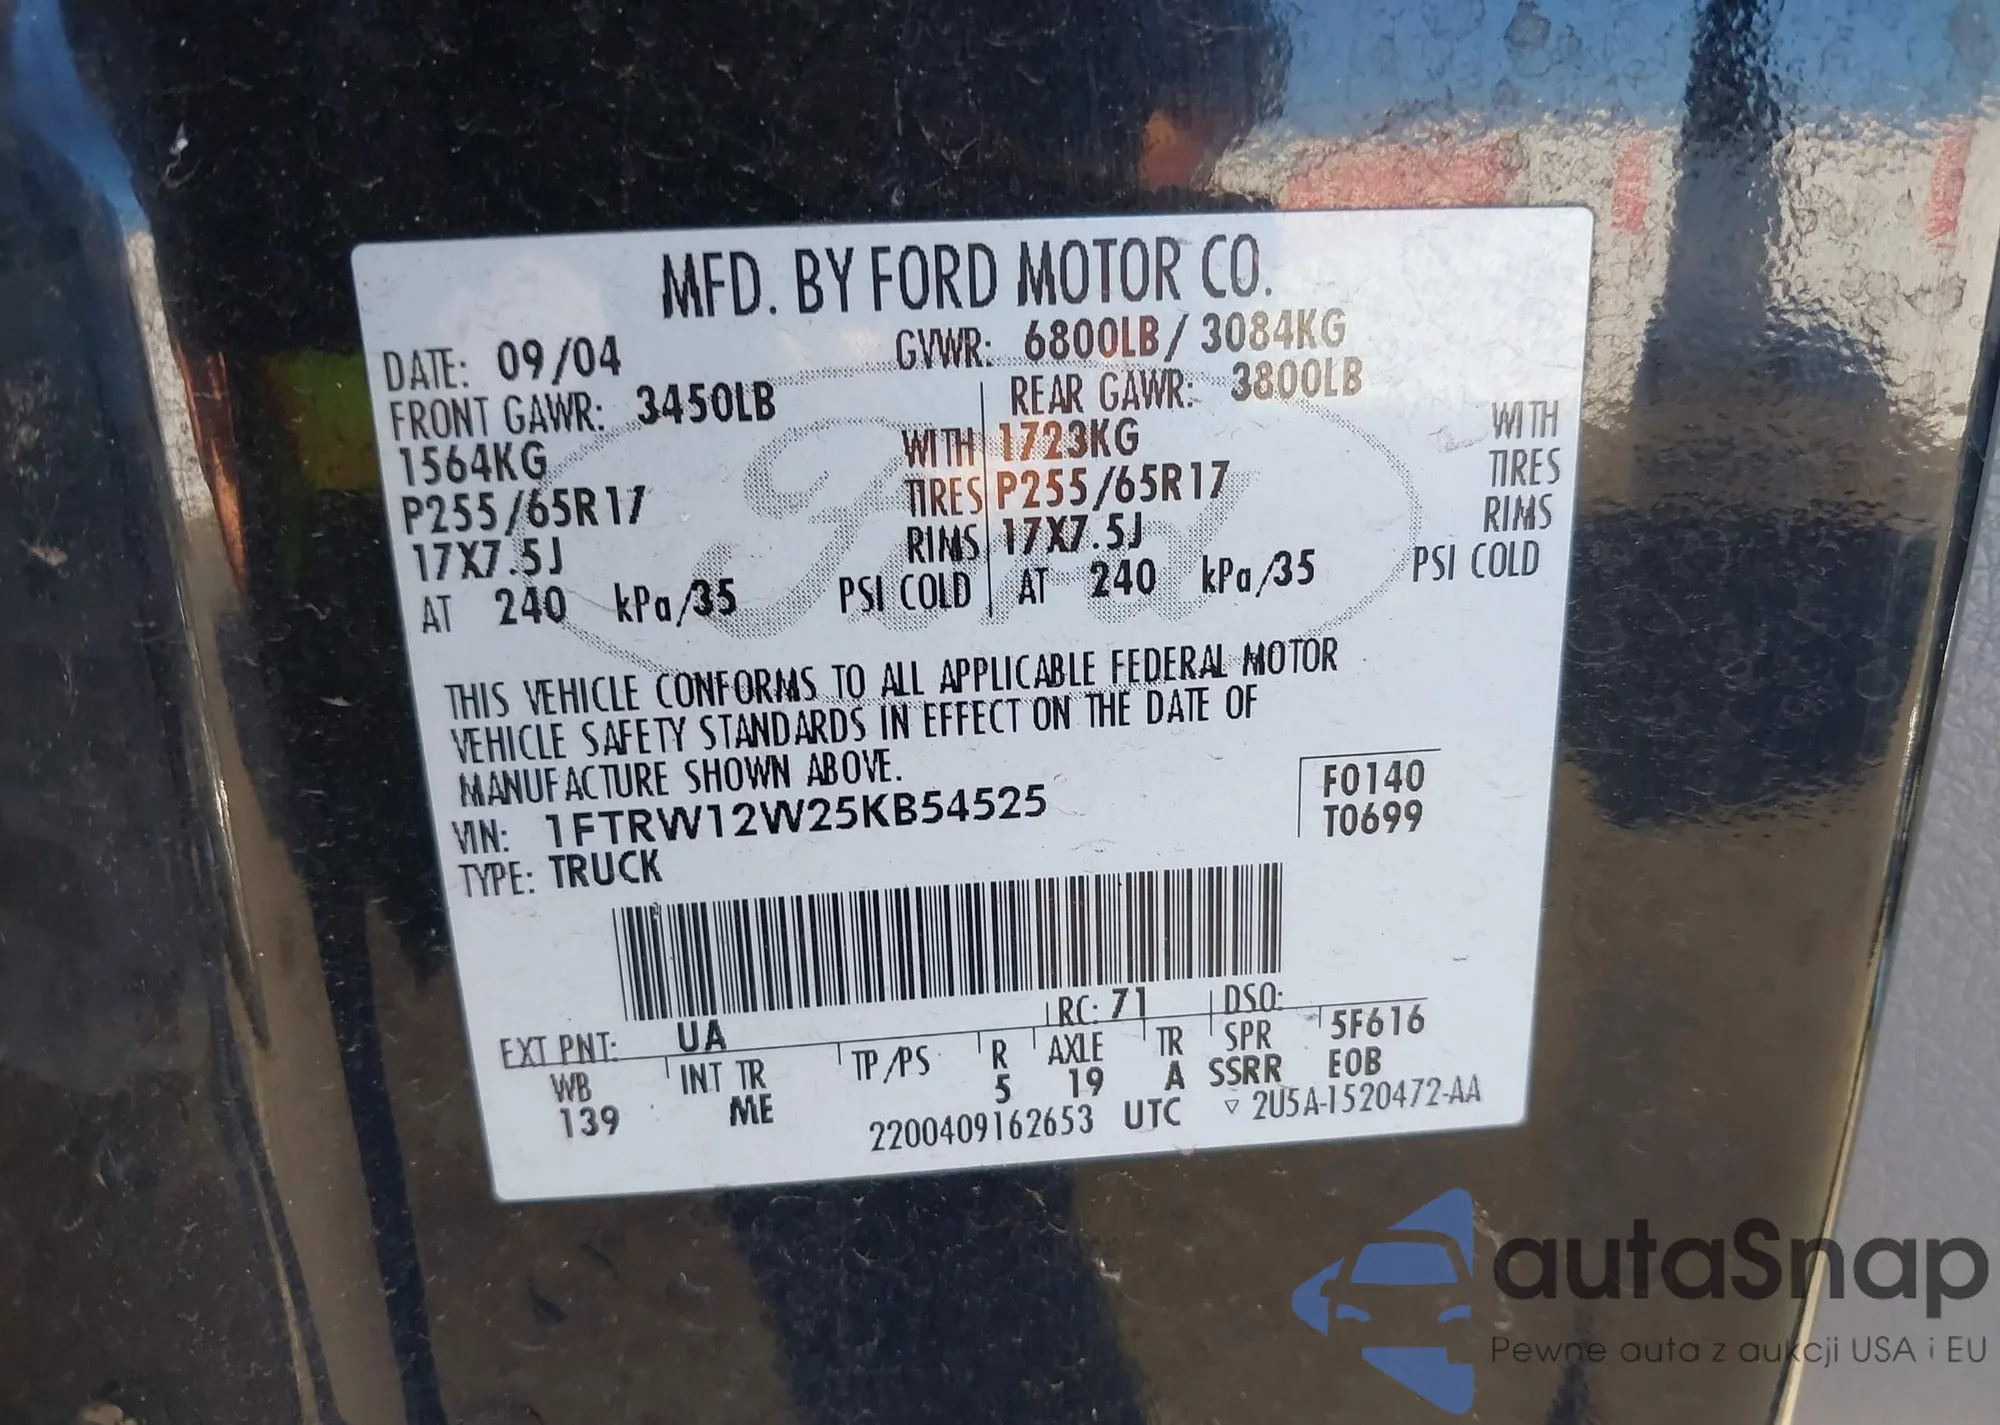 MFD. BY FORD MOTOR CO.
DATE: 09/04 GVWR: 6800LB / 3084KG
FRONT GAWR: 3450LB REAR GAWR: 3800LB
1564KG WITH 1723KG WITH
P255/65R17 TIRES P255/65R17 TIRES
17X7.5J RIMS 17X7.5J RIMS
AT 240 kPa/35 PSI COLD AT 240 kPa/35 PSI COLD
THIS VEHICLE CONFORMS TO ALL APPLICABLE FEDERAL MOTOR
VEHICLE SAFETY STANDARDS IN EFFECT ON THE DATE OF
MANUFACTURE SHOWN ABOVE.
VIN: 1FTRW12W25KB54525
F0140
T0699
TYPE: TRUCK
EXT PNT: UA RC: 71 DSO:
WB INT TR TP/PS R AXLE TR SPR 5F616
139 ME 5 19 A SSRR E0B
2200409162653 UTC ▽ 2U5A-1520472-AA
Ford
autaSnap
Pewne auta z aukcji USA i EU